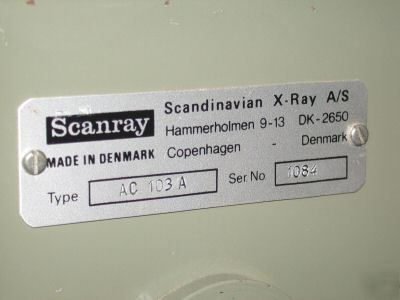 Scanray
Scandinavian X-Ray A/S
Hammerholmen 9-13 DK-2650
MADE IN DENMARK Copenhagen - Denmark
Type AC 103 A Ser. No 1084